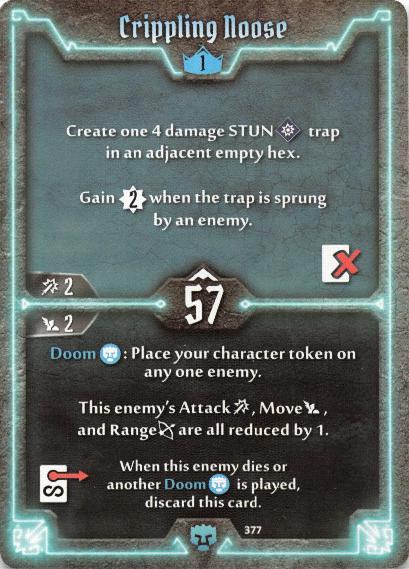 Crippling Noose
1
Create one 4 damage STUN trap
in an adjacent empty hex.
Gain 2 when the trap is sprung
by an enemy.
2
57
2
Doom : Place your character token on
any one enemy.
This enemy's Attack , Move ,
and Range are all reduced by 1.
When this enemy dies or
another Doom is played,
discard this card.
S
377